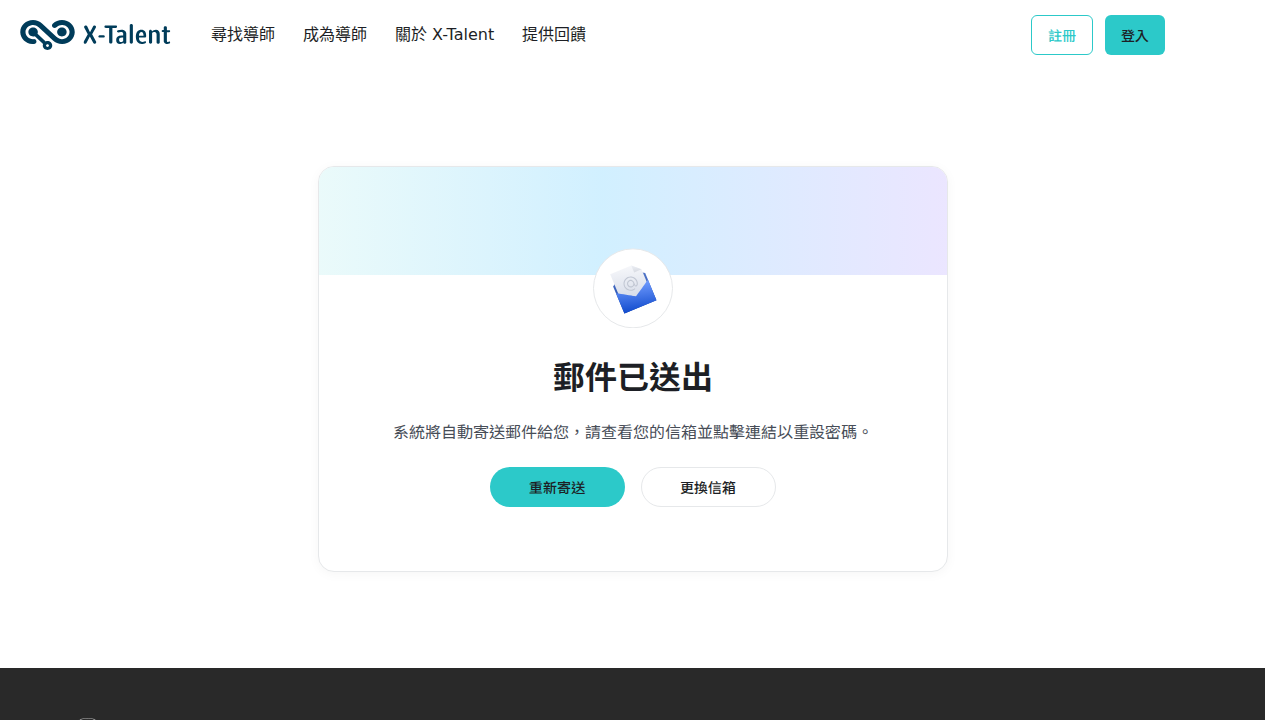 X-Talent
尋找導師
成為導師
關於 X-Talent
提供回饋
註冊
登入
郵件已送出
系統將自動寄送郵件給您，請查看您的信箱並點擊連結以重設密碼。
重新寄送
更換信箱